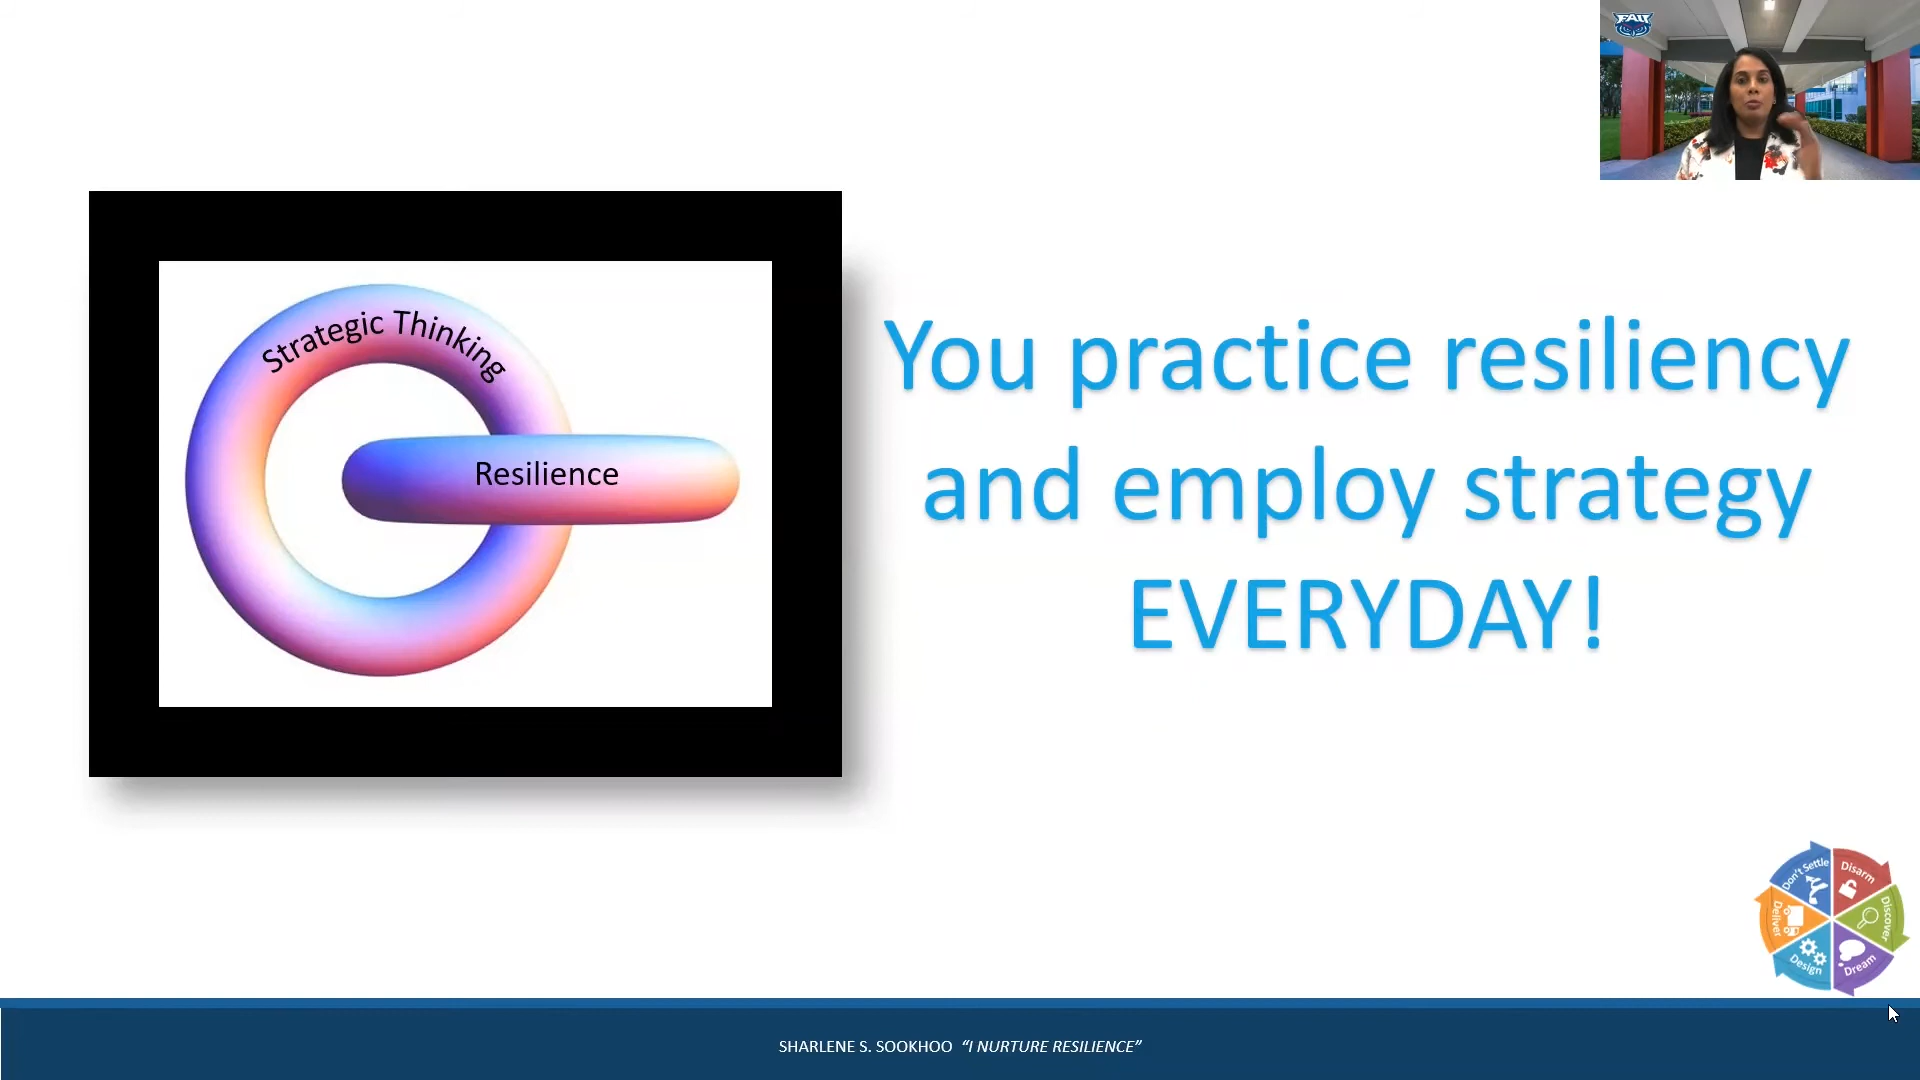 FAU
Strategic Thinking
Resilience
You practice resiliency
and employ strategy
EVERYDAY!
Don't Settle
Disarm
Discover
Dream
Design
Deliver
SHARLENE S. SOOKHOO “I NURTURE RESILIENCE”